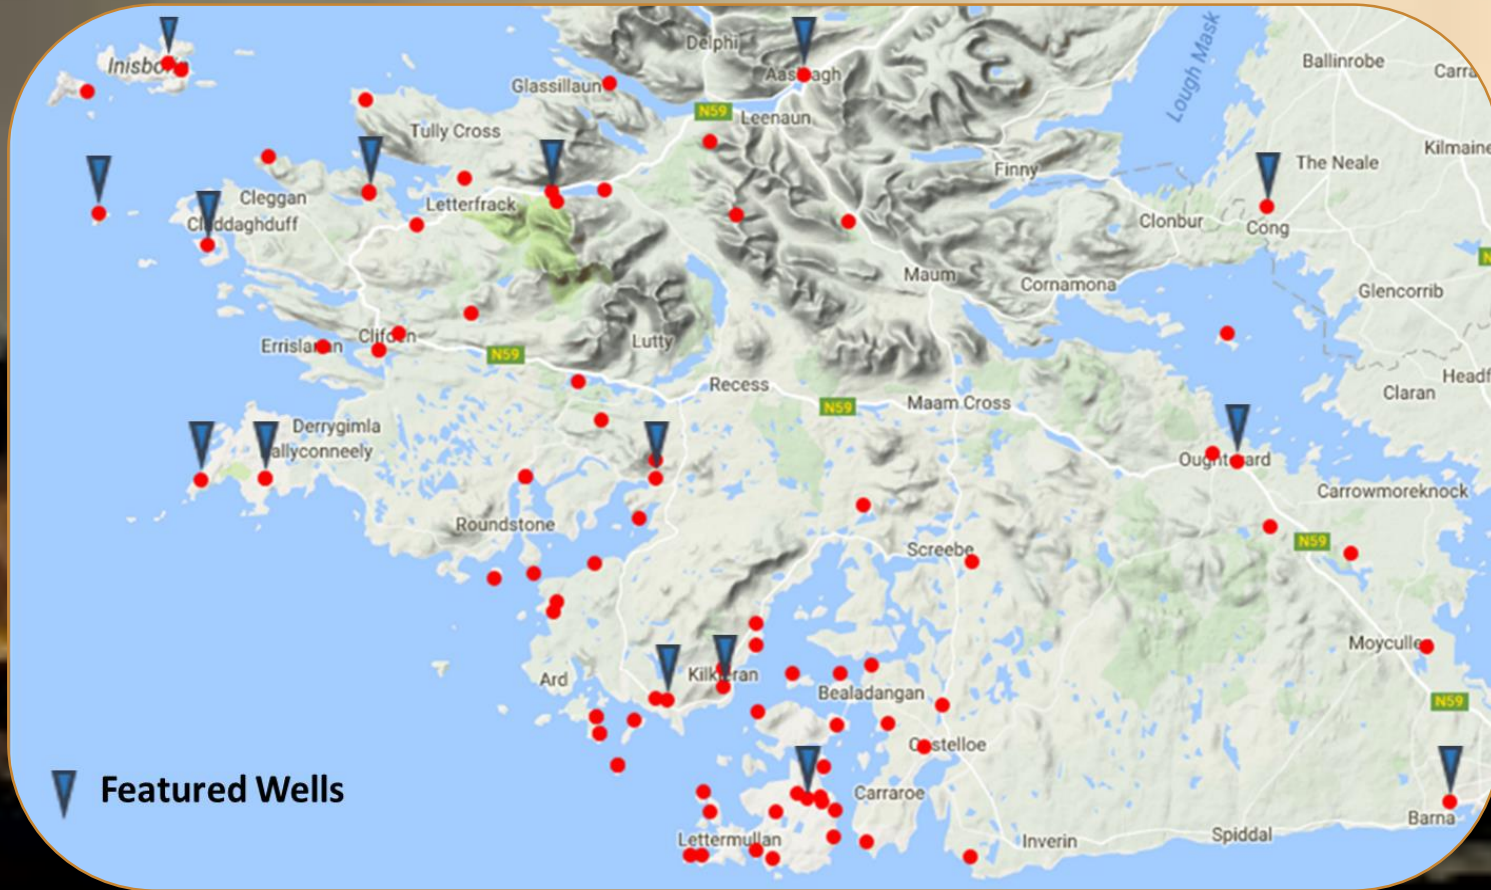 Delphi
Inisbofin
Aasleagh
Glassillaun
Lough Mask
Ballinrobe
Carra
N59
Leenaun
Tully Cross
Kilmaine
Finny
The Neale
Cleggan
Letterfrack
Claddaghduff
Clonbur
Cong
N
Maum
Cornamona
Glencorrib
Clifden
Errislanan
Lutty
N59
Recess
Headf
Claran
N59
Maam Cross
Derrygimla
Ballyconneely
Oughterard
Carrowmoreknock
Roundstone
N59
Screebe
Moycullen
Ard
Kilkieran
Bealadangan
N59
Costelloe
Featured Wells
Carraroe
Barna
Lettermullan
Inverin
Spiddal